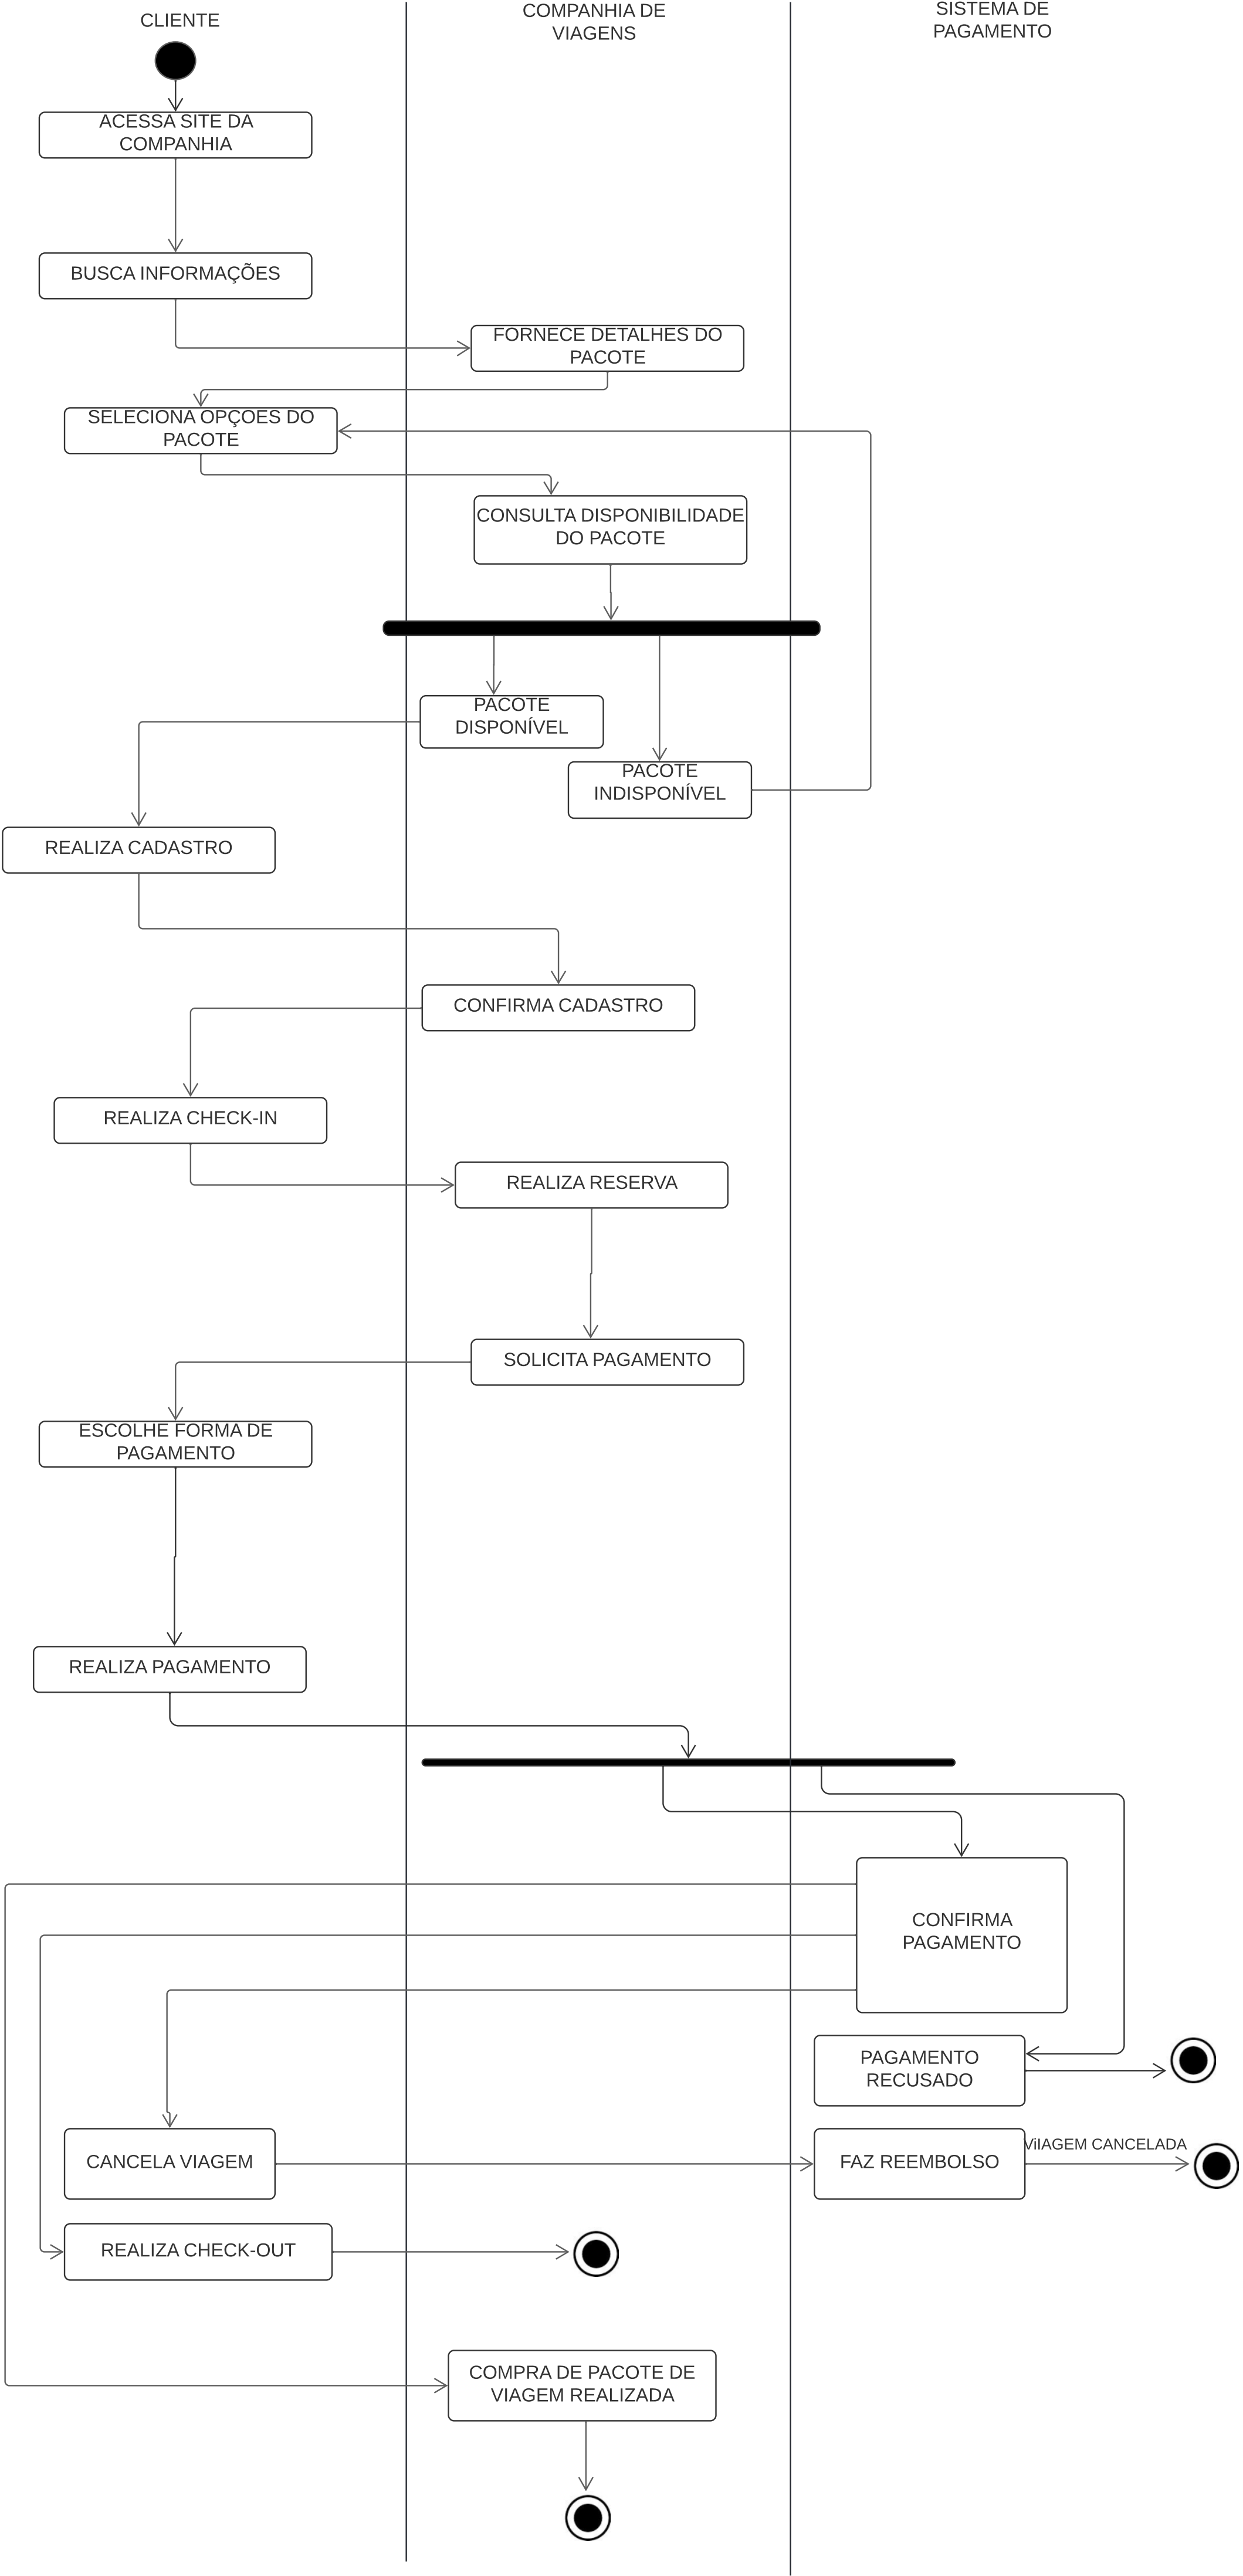 CLIENTE
COMPANHIA DE
VIAGENS
SISTEMA DE
PAGAMENTO
ACESSA SITE DA
COMPANHIA
BUSCA INFORMAÇÕES
FORNECE DETALHES DO
PACOTE
SELECIONA OPÇOES DO
PACOTE
CONSULTA DISPONIBILIDADE
DO PACOTE
PACOTE
DISPONÍVEL
PACOTE
INDISPONÍVEL
REALIZA CADASTRO
CONFIRMA CADASTRO
REALIZA CHECK-IN
REALIZA RESERVA
SOLICITA PAGAMENTO
ESCOLHE FORMA DE
PAGAMENTO
REALIZA PAGAMENTO
CONFIRMA
PAGAMENTO
PAGAMENTO
RECUSADO
CANCELA VIAGEM
FAZ REEMBOLSO
ViIAGEM CANCELADA
REALIZA CHECK-OUT
COMPRA DE PACOTE DE
VIAGEM REALIZADA